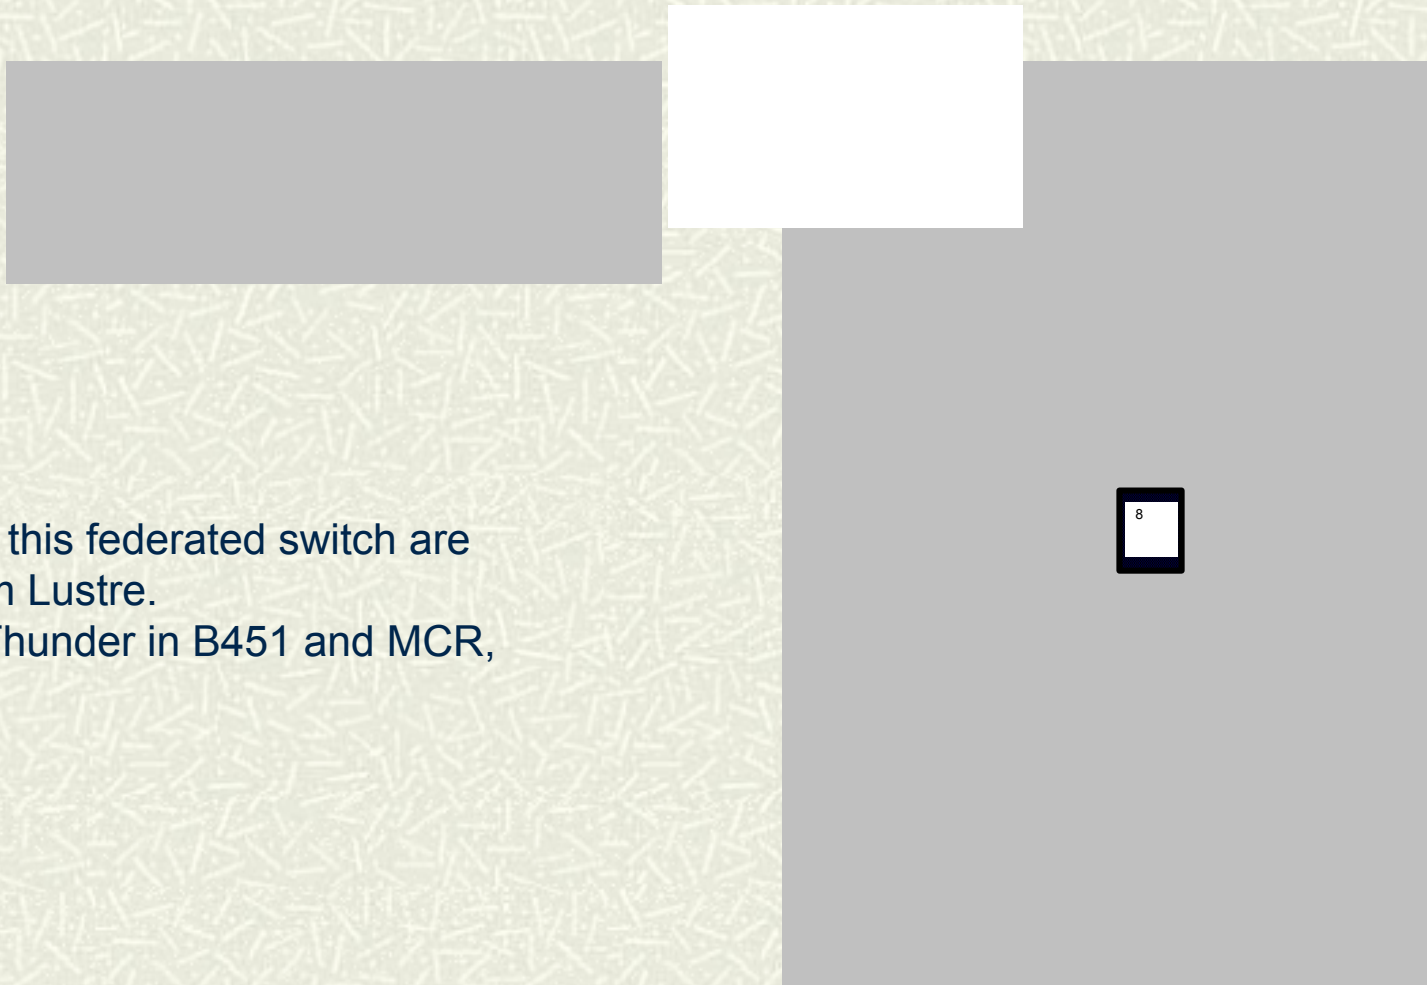 this federated switch are
n Lustre.
Thunder in B451 and MCR,
8